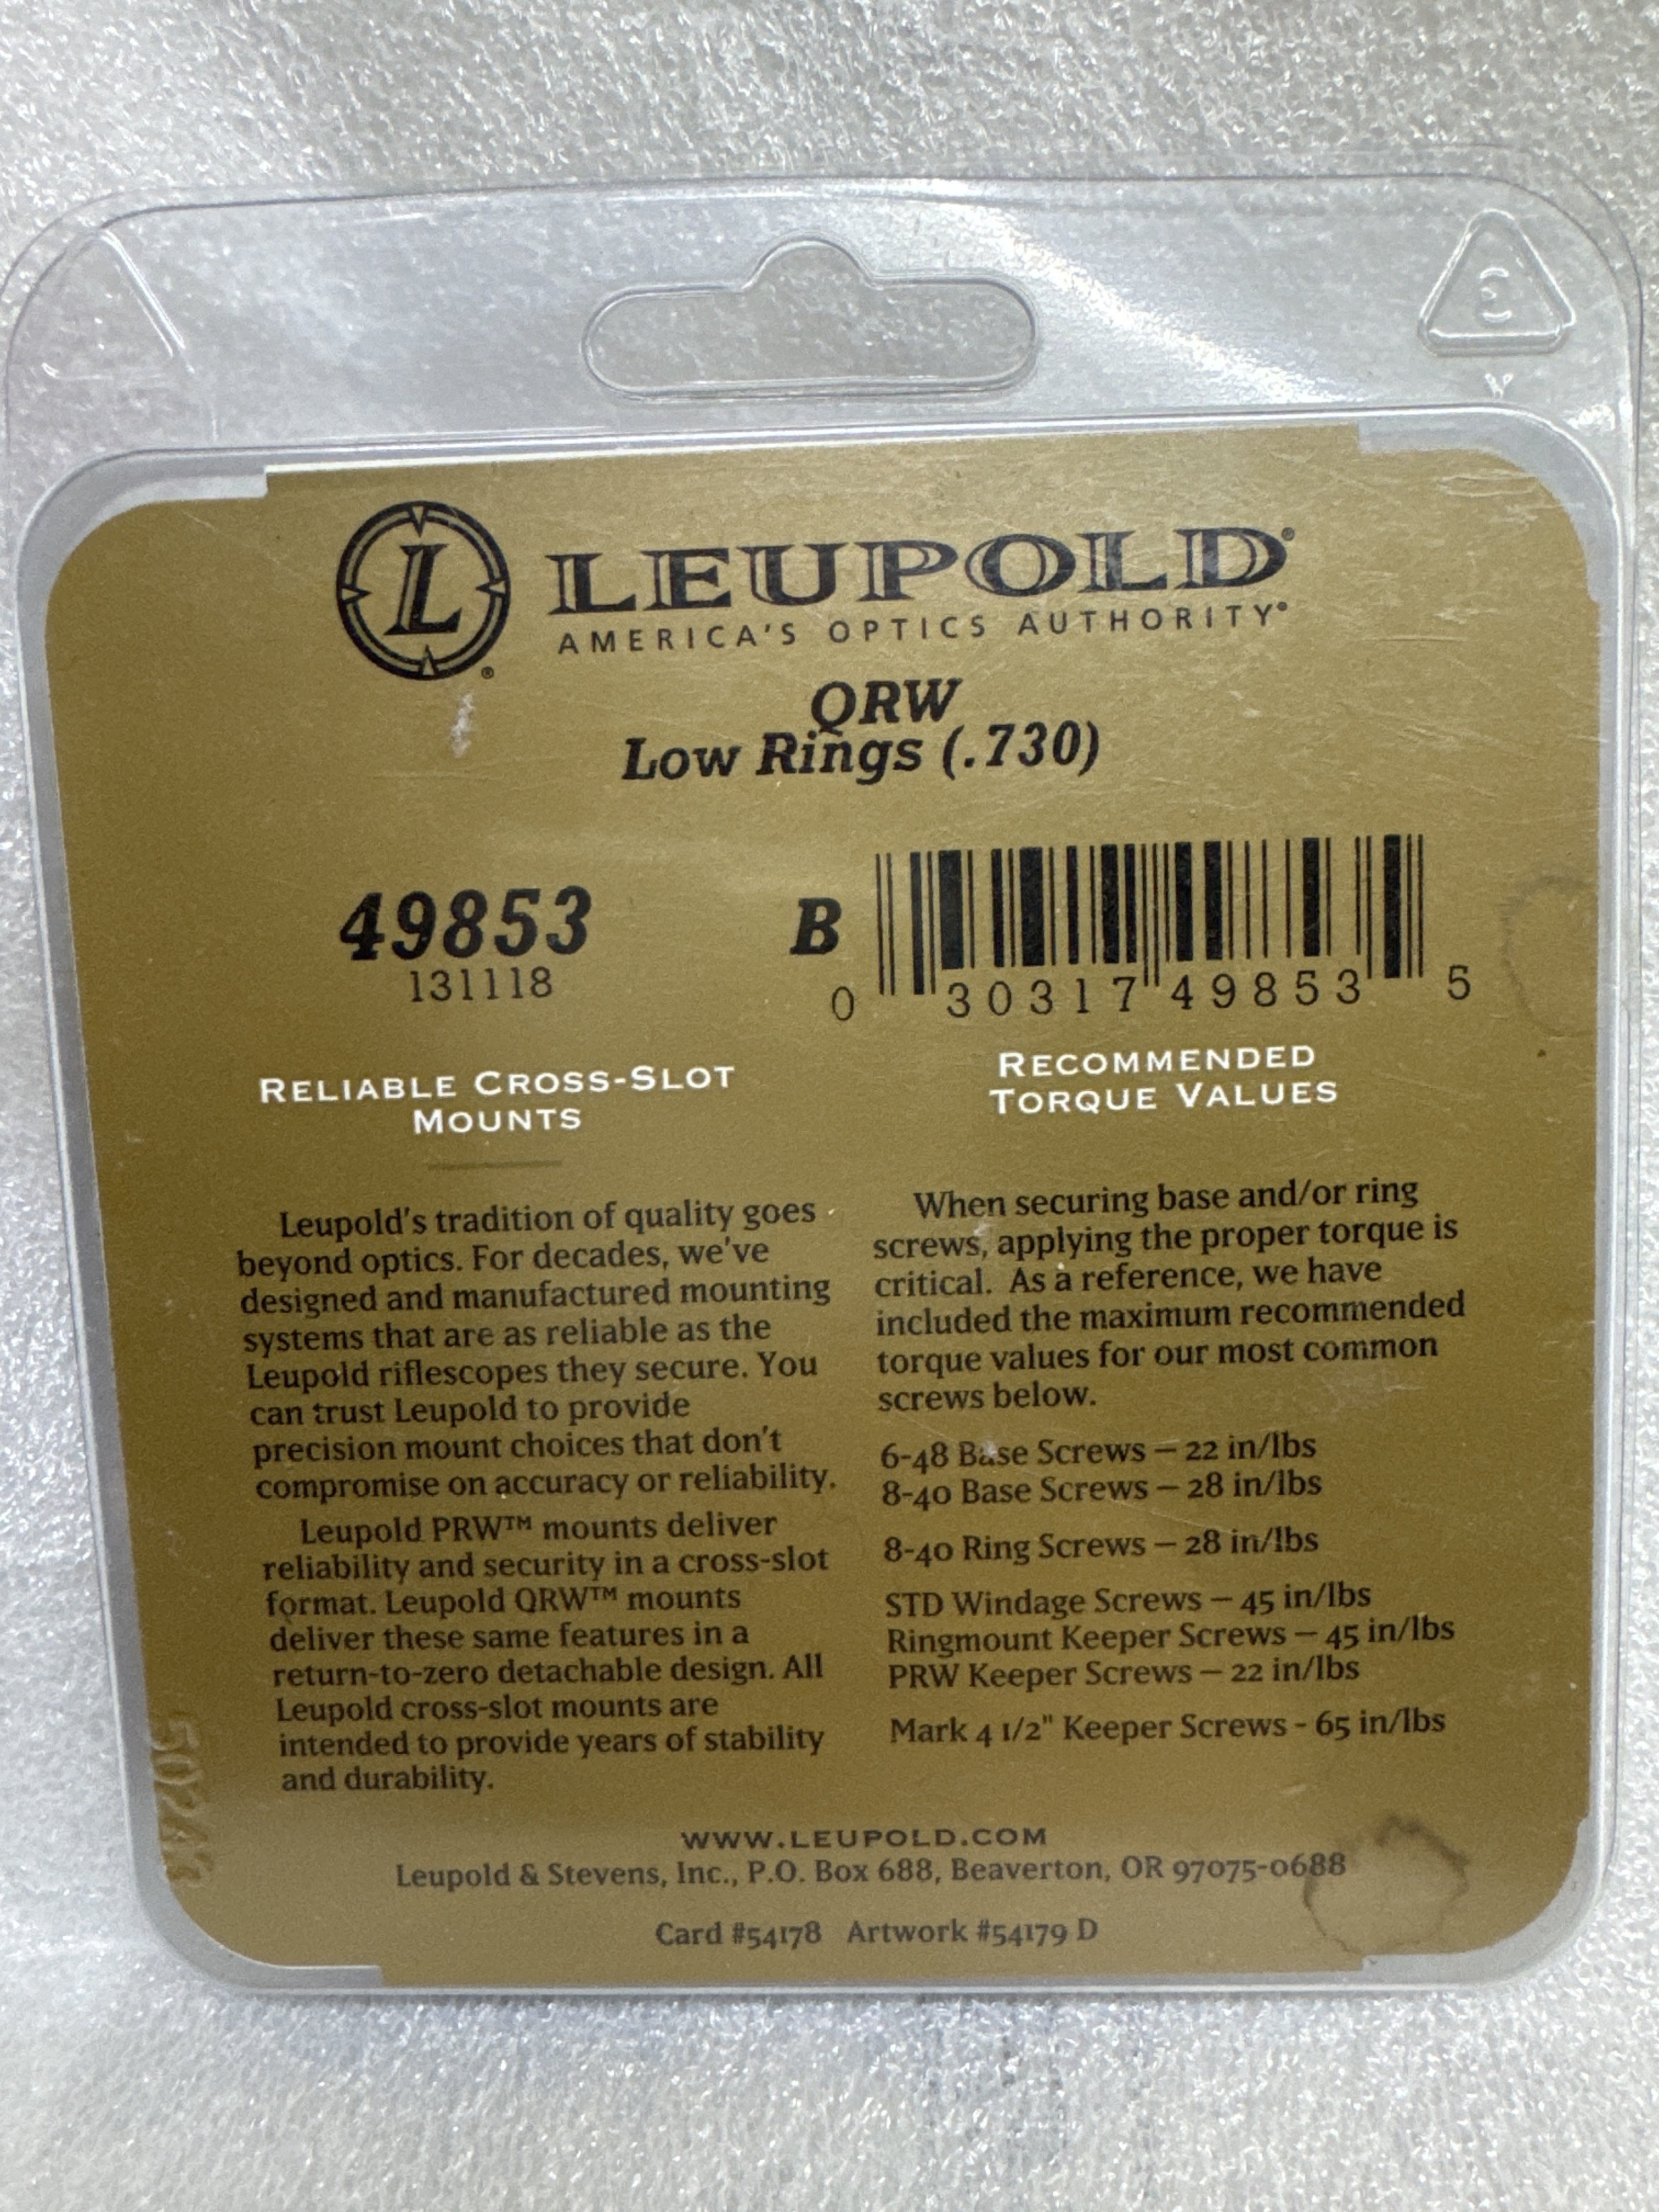 L
LEUPOLD®
AMERICA'S OPTICS AUTHORITY®
®
QRW
Low Rings (.730)
49853
131118
B
0 30317 49853 5
RELIABLE CROSS-SLOT
MOUNTS
Leupold's tradition of quality goes
beyond optics. For decades, we've
designed and manufactured mounting
systems that are as reliable as the
Leupold riflescopes they secure. You
can trust Leupold to provide
precision mount choices that don't
compromise on accuracy or reliability.
Leupold PRW™ mounts deliver
reliability and security in a cross-slot
format. Leupold QRW™ mounts
deliver these same features in a
return-to-zero detachable design. All
Leupold cross-slot mounts are
intended to provide years of stability
and durability.
RECOMMENDED
TORQUE VALUES
When securing base and/or ring
screws, applying the proper torque is
critical. As a reference, we have
included the maximum recommended
torque values for our most common
screws below.
6-48 Base Screws – 22 in/lbs
8-40 Base Screws – 28 in/lbs
8-40 Ring Screws – 28 in/lbs
STD Windage Screws – 45 in/lbs
Ringmount Keeper Screws – 45 in/lbs
PRW Keeper Screws – 22 in/lbs
Mark 4 1/2" Keeper Screws - 65 in/lbs
WWW.LEUPOLD.COM
Leupold & Stevens, Inc., P.O. Box 688, Beaverton, OR 97075-0688
Card #54178 Artwork #54179 D